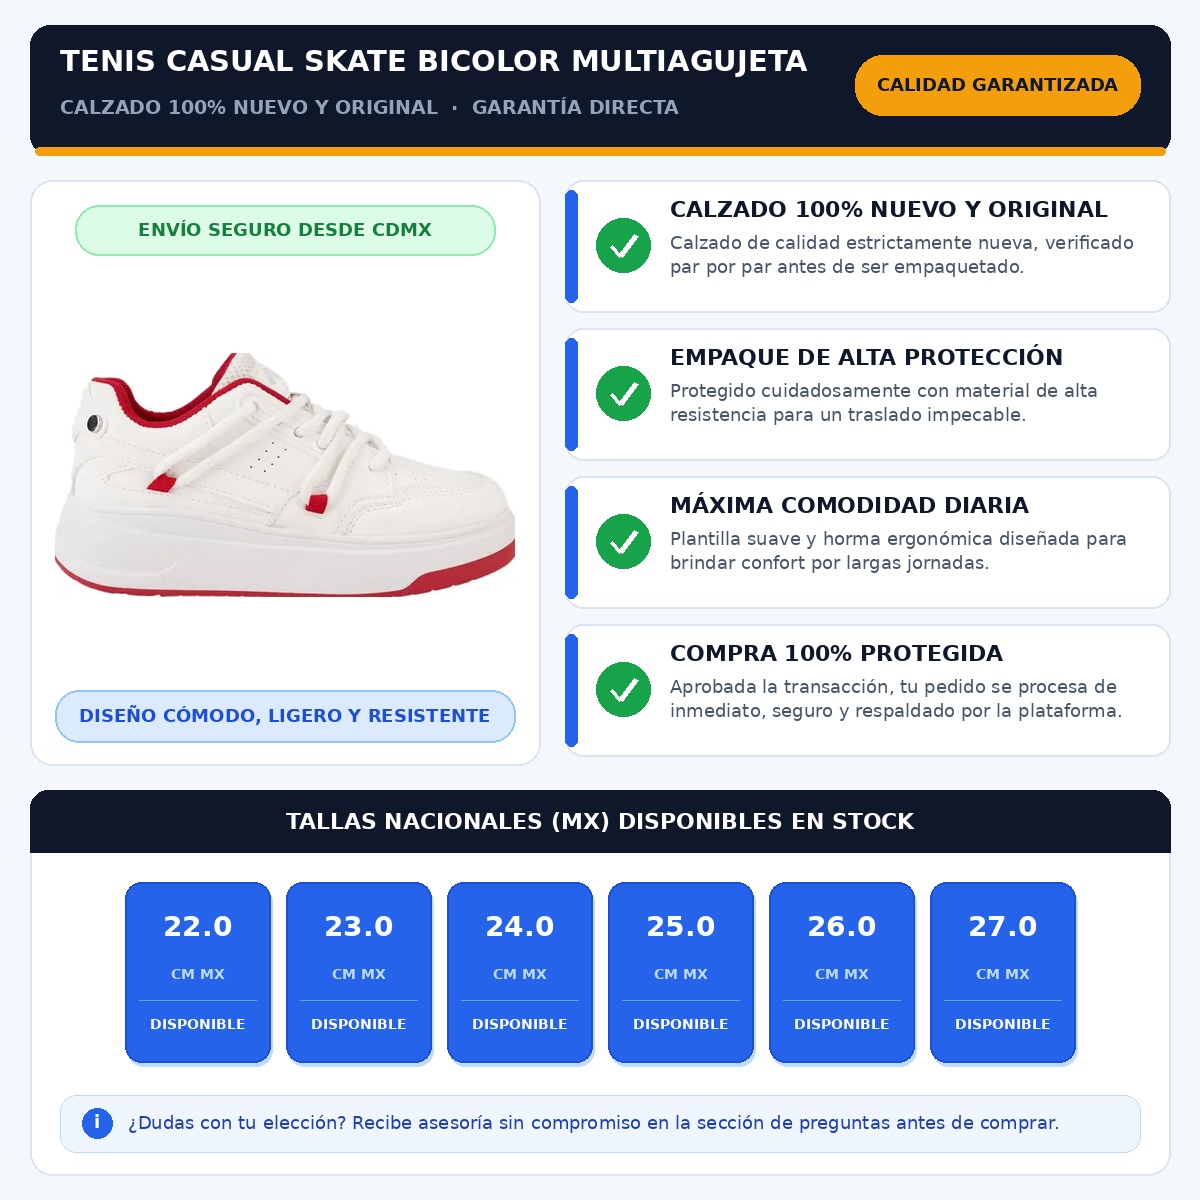 TENIS CASUAL SKATE BICOLOR MULTIAGUJETA
CALZADO 100% NUEVO Y ORIGINAL · GARANTÍA DIRECTA
CALIDAD GARANTIZADA
ENVÍO SEGURO DESDE CDMX
DISEÑO CÓMODO, LIGERO Y RESISTENTE
CALZADO 100% NUEVO Y ORIGINAL
Calzado de calidad estrictamente nueva, verificado
par por par antes de ser empaquetado.
EMPAQUE DE ALTA PROTECCIÓN
Protegido cuidadosamente con material de alta
resistencia para un traslado impecable.
MÁXIMA COMODIDAD DIARIA
Plantilla suave y horma ergonómica diseñada para
brindar confort por largas jornadas.
COMPRA 100% PROTEGIDA
Aprobada la transacción, tu pedido se procesa de
inmediato, seguro y respaldado por la plataforma.
TALLAS NACIONALES (MX) DISPONIBLES EN STOCK
22.0
CM MX
DISPONIBLE
23.0
CM MX
DISPONIBLE
24.0
CM MX
DISPONIBLE
25.0
CM MX
DISPONIBLE
26.0
CM MX
DISPONIBLE
27.0
CM MX
DISPONIBLE
i ¿Dudas con tu elección? Recibe asesoría sin compromiso en la sección de preguntas antes de comprar.